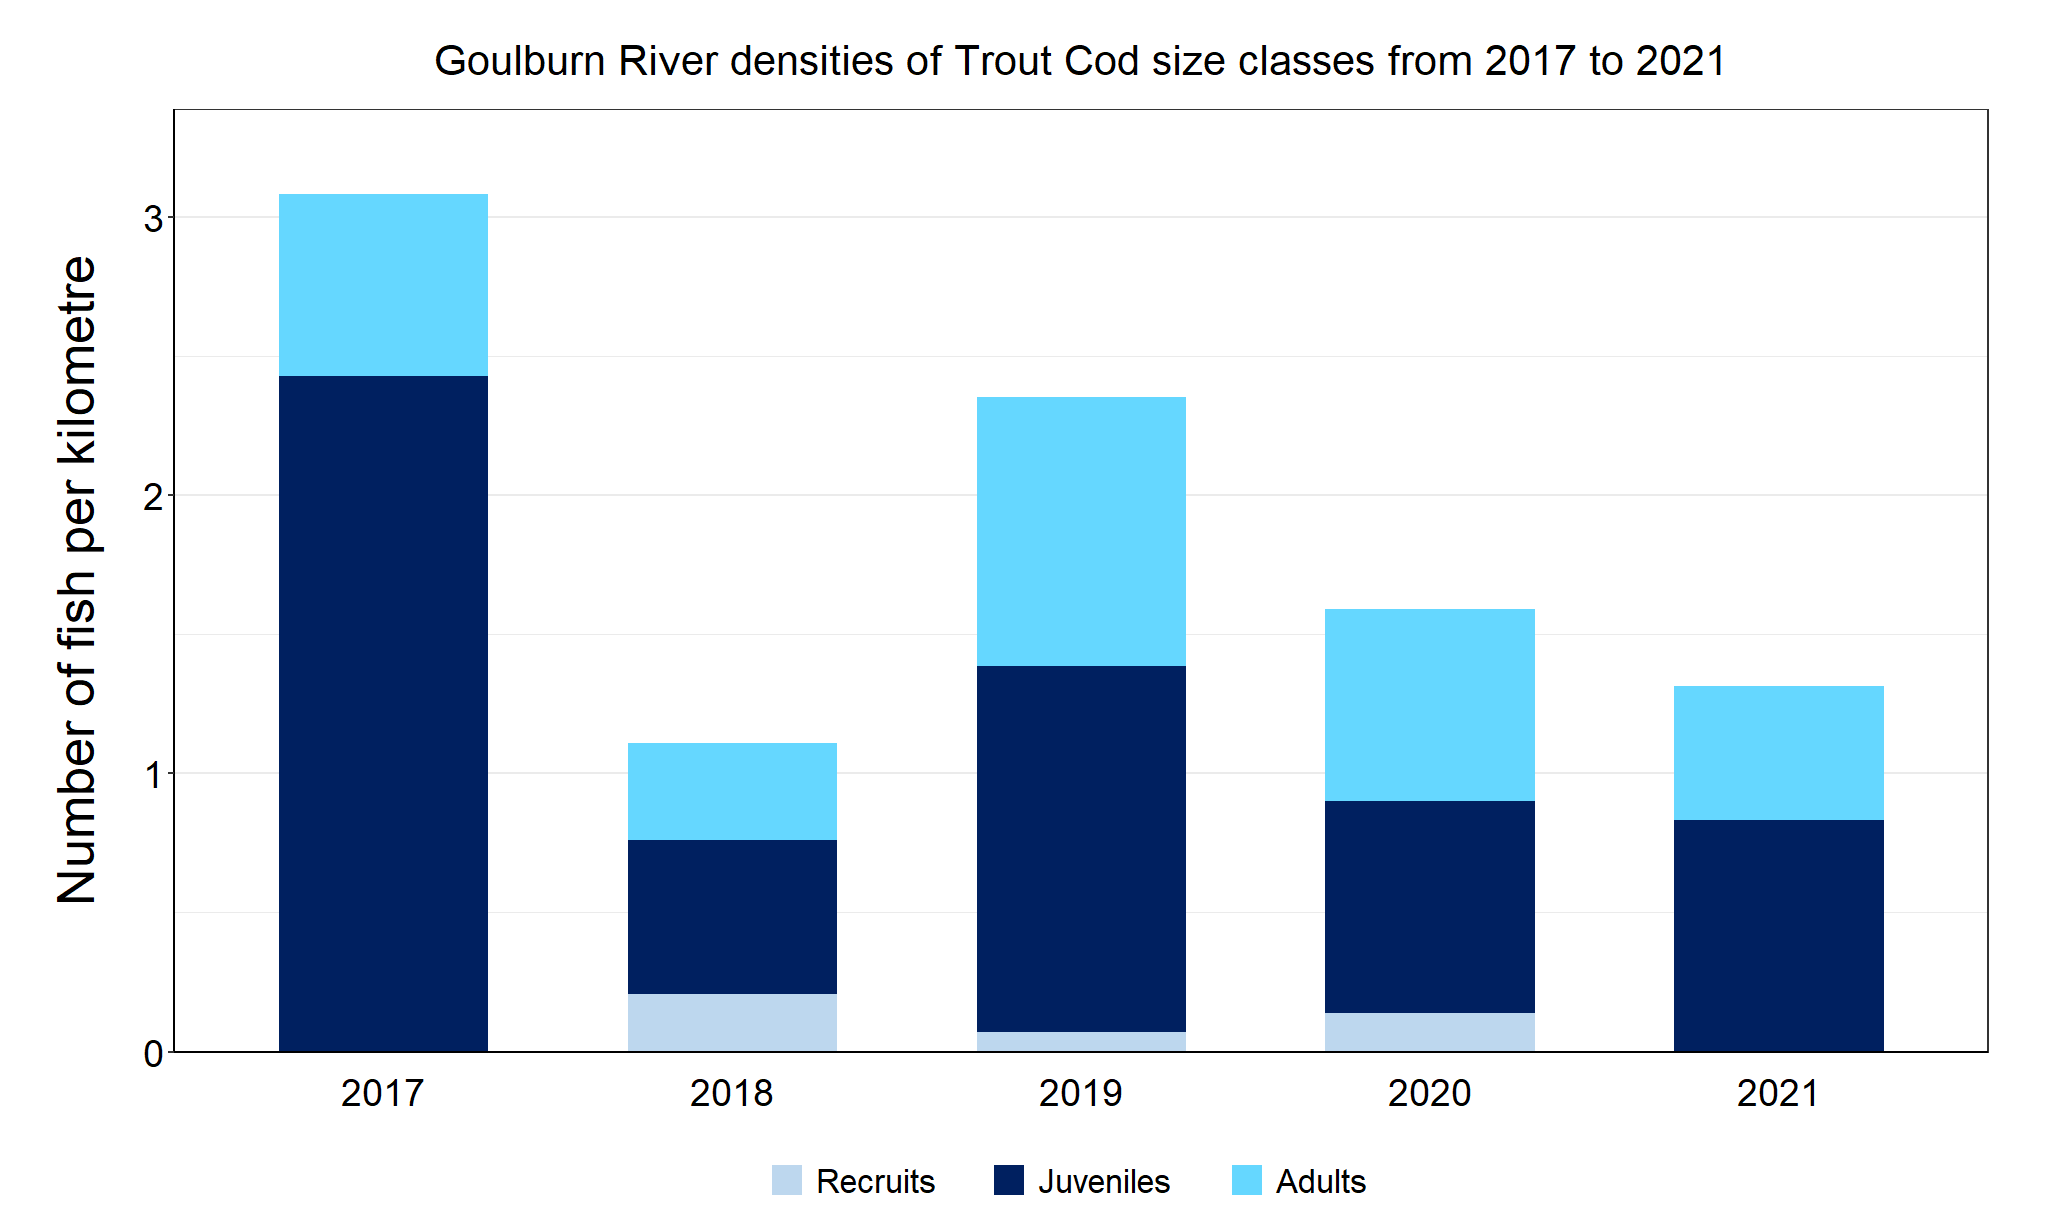 Goulburn River densities of Trout Cod size classes from 2017 to 2021
Number of fish per kilometre
3
2
1
0
2017 2018 2019 2020 2021
Recruits Juveniles Adults